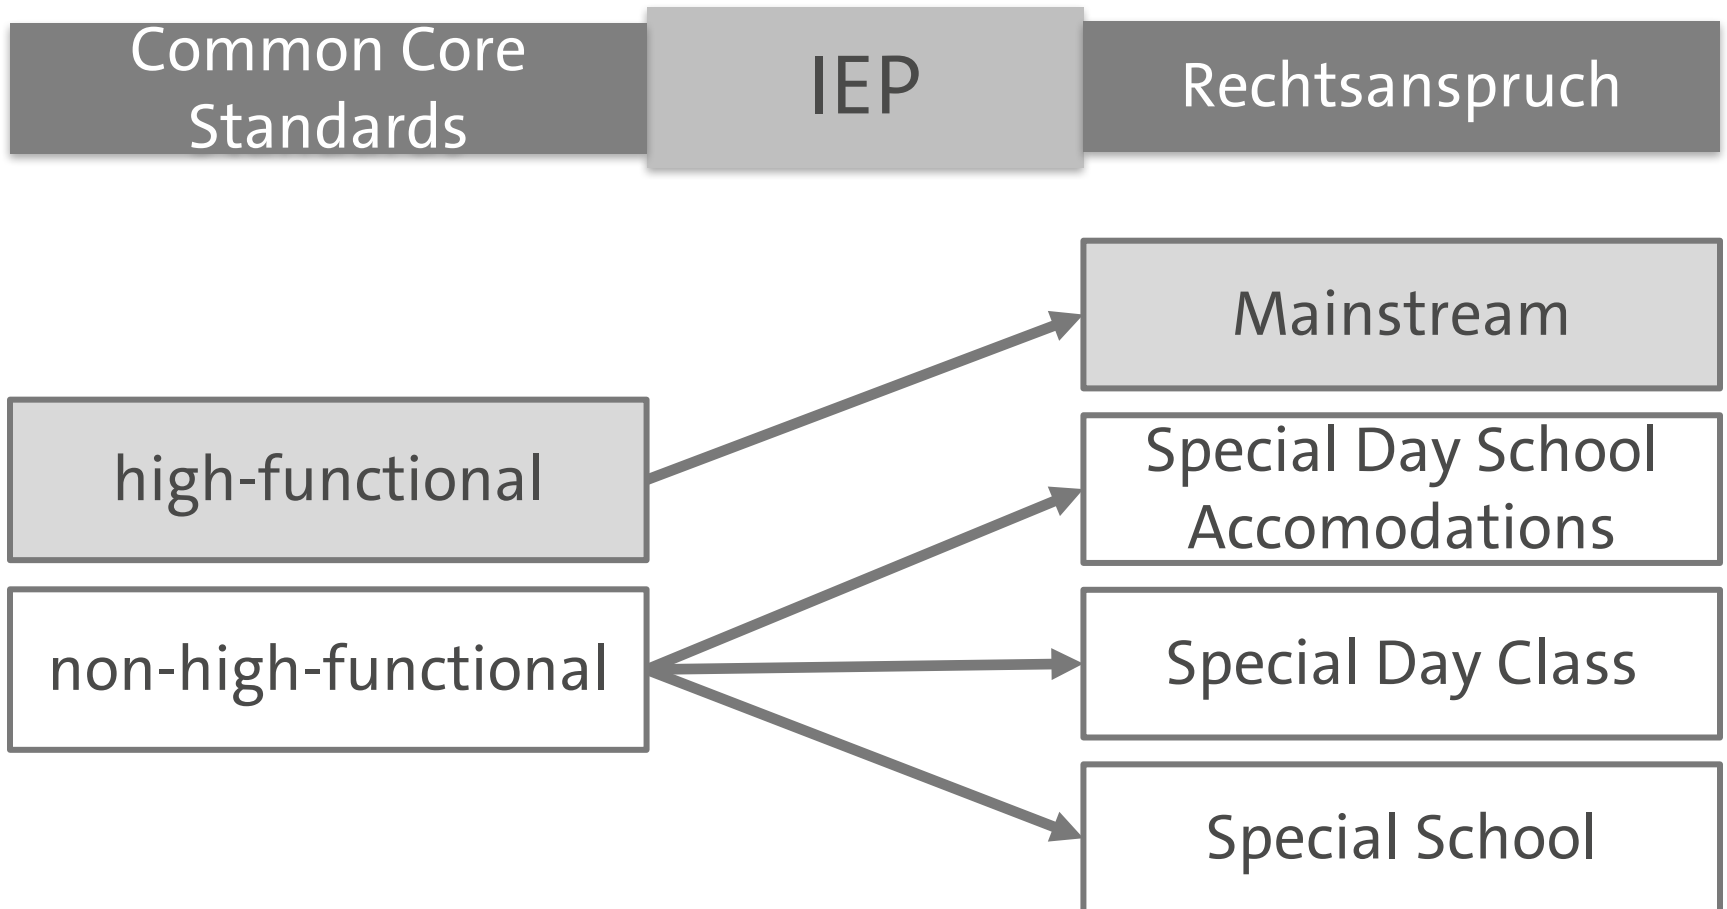 Common Core
Standards
IEP
Rechtsanspruch
Mainstream
high-functional
Special Day School
Accomodations
non-high-functional
Special Day Class
Special School